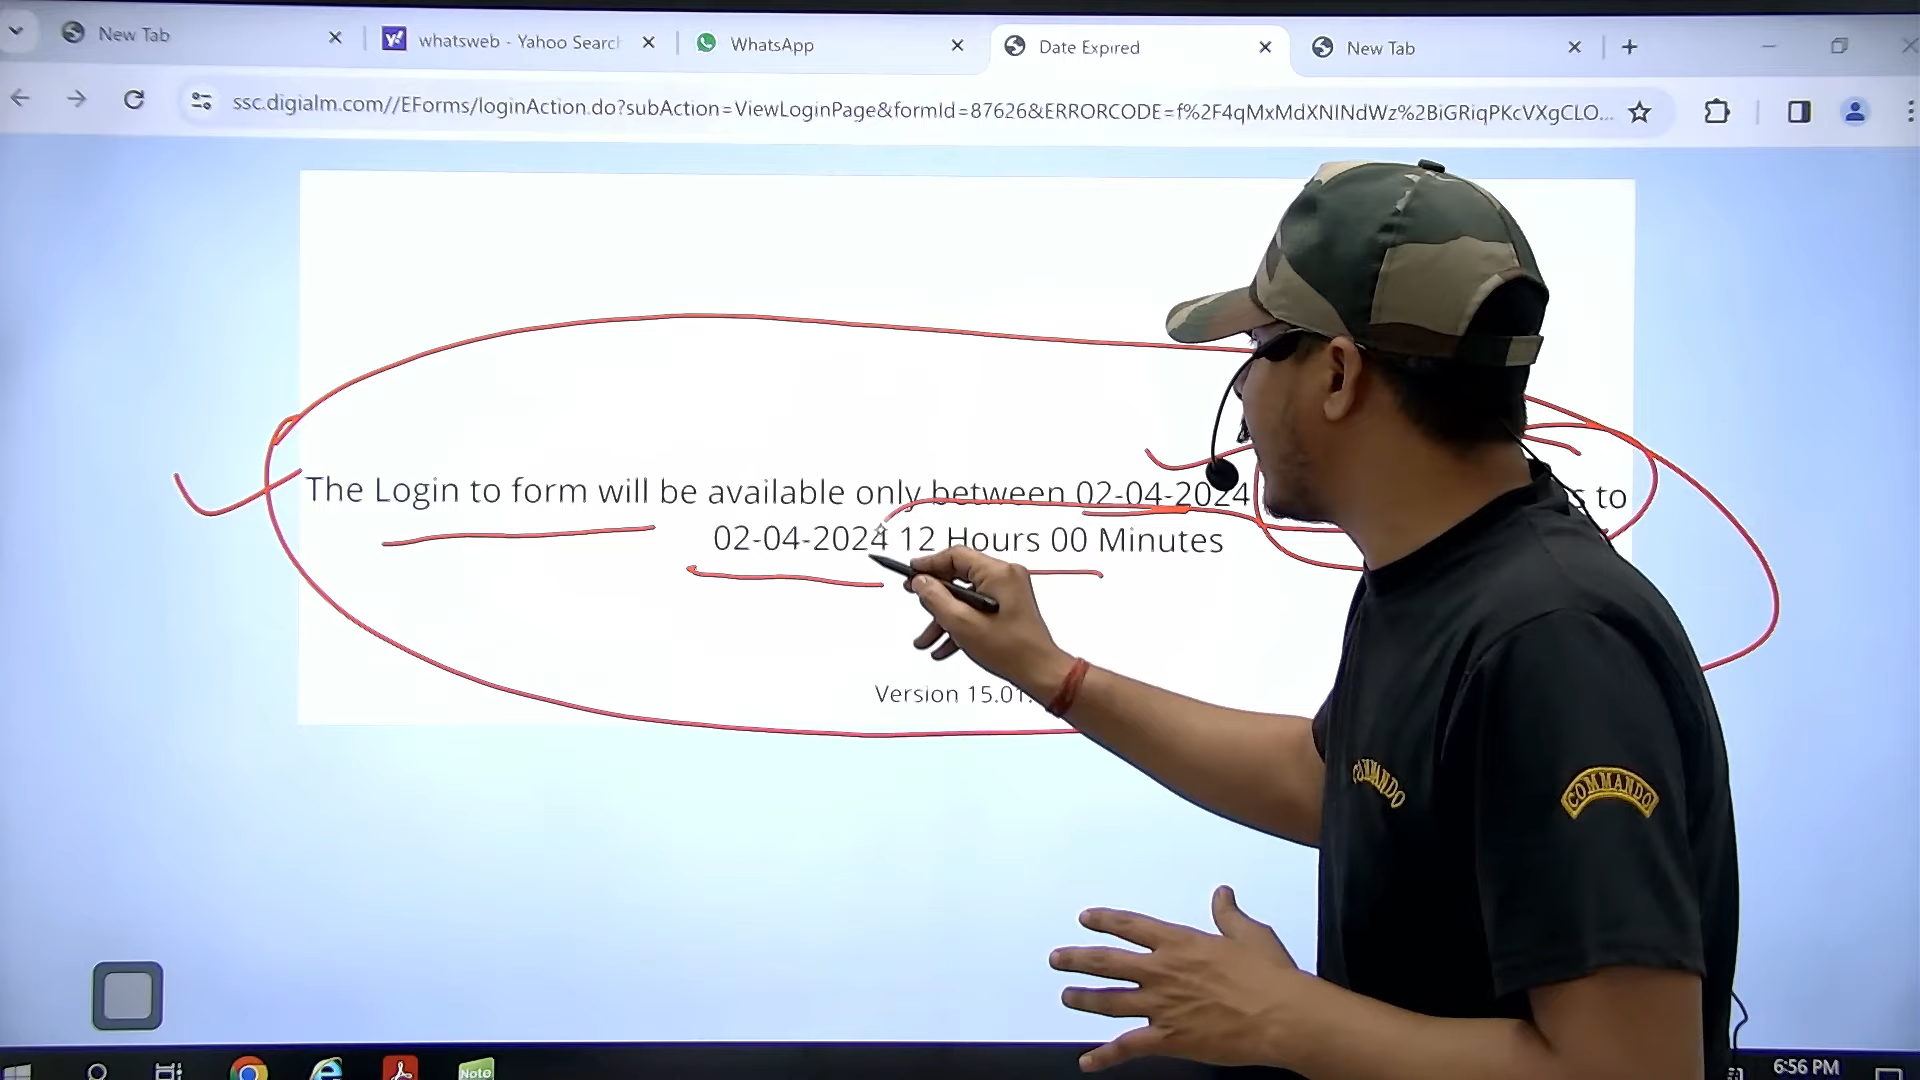 New Tab
whatsweb - Yahoo Search
WhatsApp
Date Expired
New Tab
ssc.digialm.com//EForms/loginAction.do?subAction=ViewLoginPage&formId=87626&ERRORCODE=f%2F4qMxMdXNINdWz%2BiGRiqPKcVXgCLO...
The Login to form will be available only between 02-04-2024 to
02-04-2024 12 Hours 00 Minutes
Version 15.01.
COMMANDO
COMMANDO
Note
6:56 PM